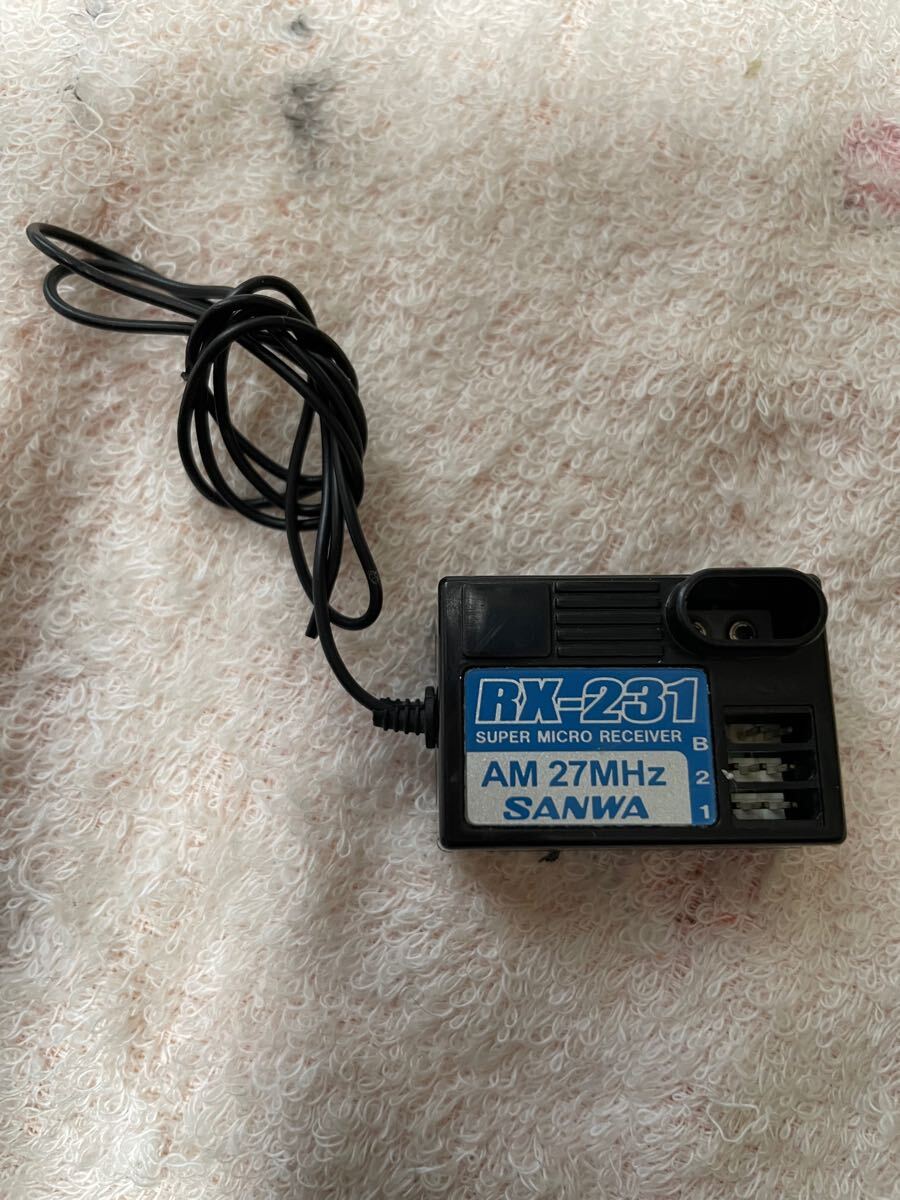 RX-231
SUPER MICRO RECEIVER
B
AM 27MHz
2
SANWA
1